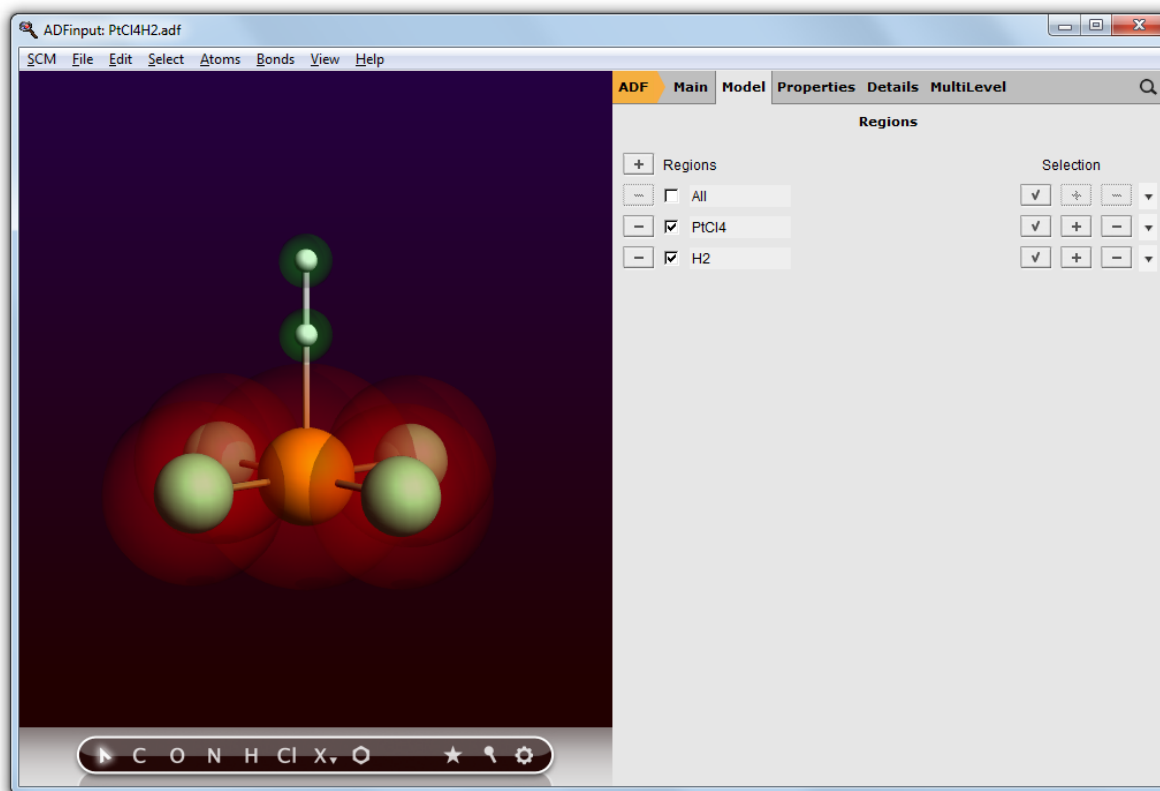 ADFinput: PtCl4H2.adf
SCM File Edit Select Atoms Bonds View Help
ADF Main Model Properties Details MultiLevel
Regions
+ Regions Selection
All
PtCl4
H2
C O N H Cl X